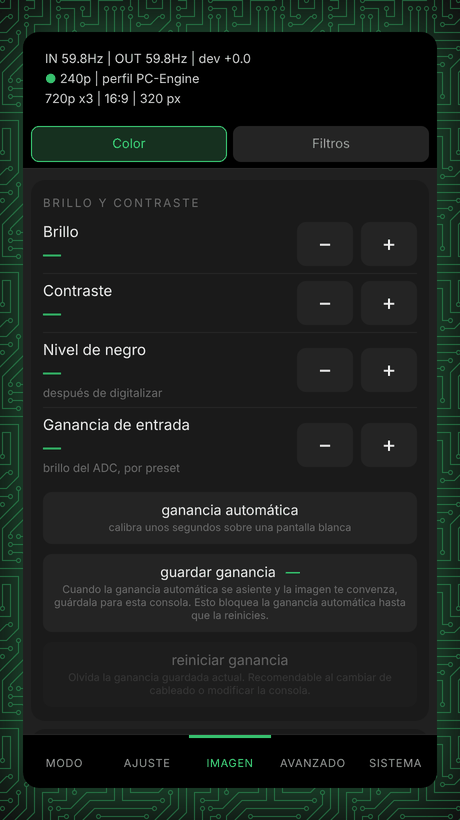 IN 59.8Hz | OUT 59.8Hz | dev +0.0
240p | perfil PC-Engine
720p x3 | 16:9 | 320 px
Color
Filtros
BRILLO Y CONTRASTE
Brillo
—
−
+
Contraste
—
−
+
Nivel de negro
—
después de digitalizar
−
+
Ganancia de entrada
—
brillo del ADC, por preset
−
+
ganancia automática
calibra unos segundos sobre una pantalla blanca
guardar ganancia —
Cuando la ganancia automática se asiente y la imagen te convenza,
guárdala para esta consola. Esto bloquea la ganancia automática hasta
que la reinicies.
reiniciar ganancia
Olvida la ganancia guardada actual. Recomendable al cambiar de
cableado o modificar la consola.
MODO
AJUSTE
IMAGEN
AVANZADO
SISTEMA